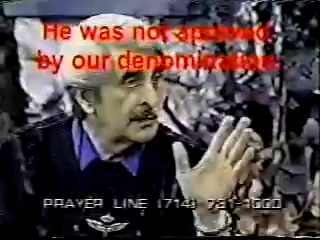 He was not approved
by our denomination.
PRAYER LINE (714) 731-1000